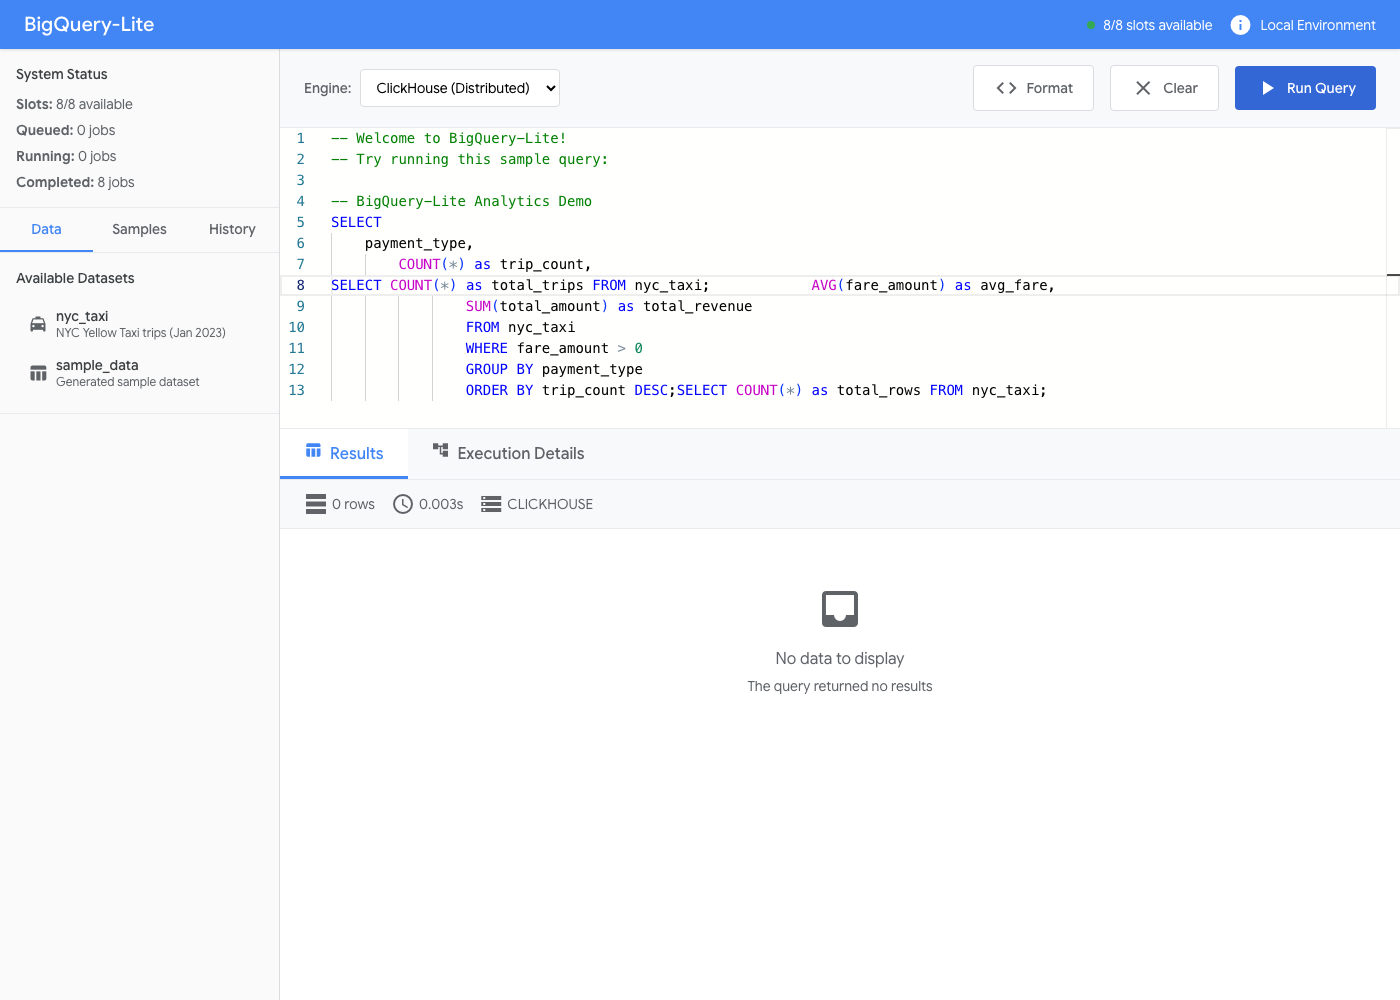 BigQuery-Lite
8/8 slots available
Local Environment
System Status
Slots: 8/8 available
Queued: 0 jobs
Running: 0 jobs
Completed: 8 jobs
Data
Samples
History
Available Datasets
nyc_taxi
NYC Yellow Taxi trips (Jan 2023)
sample_data
Generated sample dataset
Engine:
ClickHouse (Distributed)
Format
Clear
Run Query
1 -- Welcome to BigQuery-Lite!
2 -- Try running this sample query:
3
4 -- BigQuery-Lite Analytics Demo
5 SELECT
6     payment_type,
7         COUNT(*) as trip_count,
8 SELECT COUNT(*) as total_trips FROM nyc_taxi;            AVG(fare_amount) as avg_fare,
9                 SUM(total_amount) as total_revenue
10                 FROM nyc_taxi
11                 WHERE fare_amount > 0
12                 GROUP BY payment_type
13                 ORDER BY trip_count DESC;SELECT COUNT(*) as total_rows FROM nyc_taxi;
Results
Execution Details
0 rows
0.003s
CLICKHOUSE
No data to display
The query returned no results